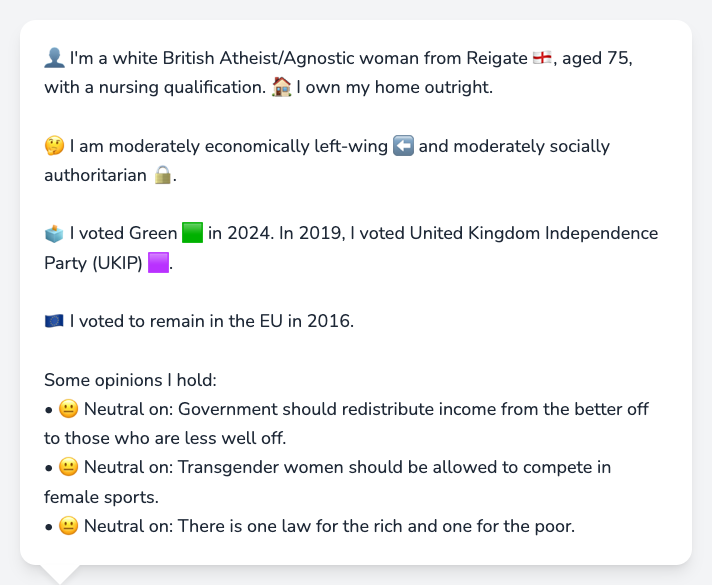 👤 I'm a white British Atheist/Agnostic woman from Reigate 🏴󠁧󠁢󠁥󠁮󠁧󠁿, aged 75,
with a nursing qualification. 🏠 I own my home outright.
🤔 I am moderately economically left-wing ⬅️ and moderately socially
authoritarian 🔒.
🗳️ I voted Green 🟩 in 2024. In 2019, I voted United Kingdom Independence
Party (UKIP) 🟪.
🇪🇺 I voted to remain in the EU in 2016.
Some opinions I hold:
• 😐 Neutral on: Government should redistribute income from the better off
to those who are less well off.
• 😐 Neutral on: Transgender women should be allowed to compete in
female sports.
• 😐 Neutral on: There is one law for the rich and one for the poor.